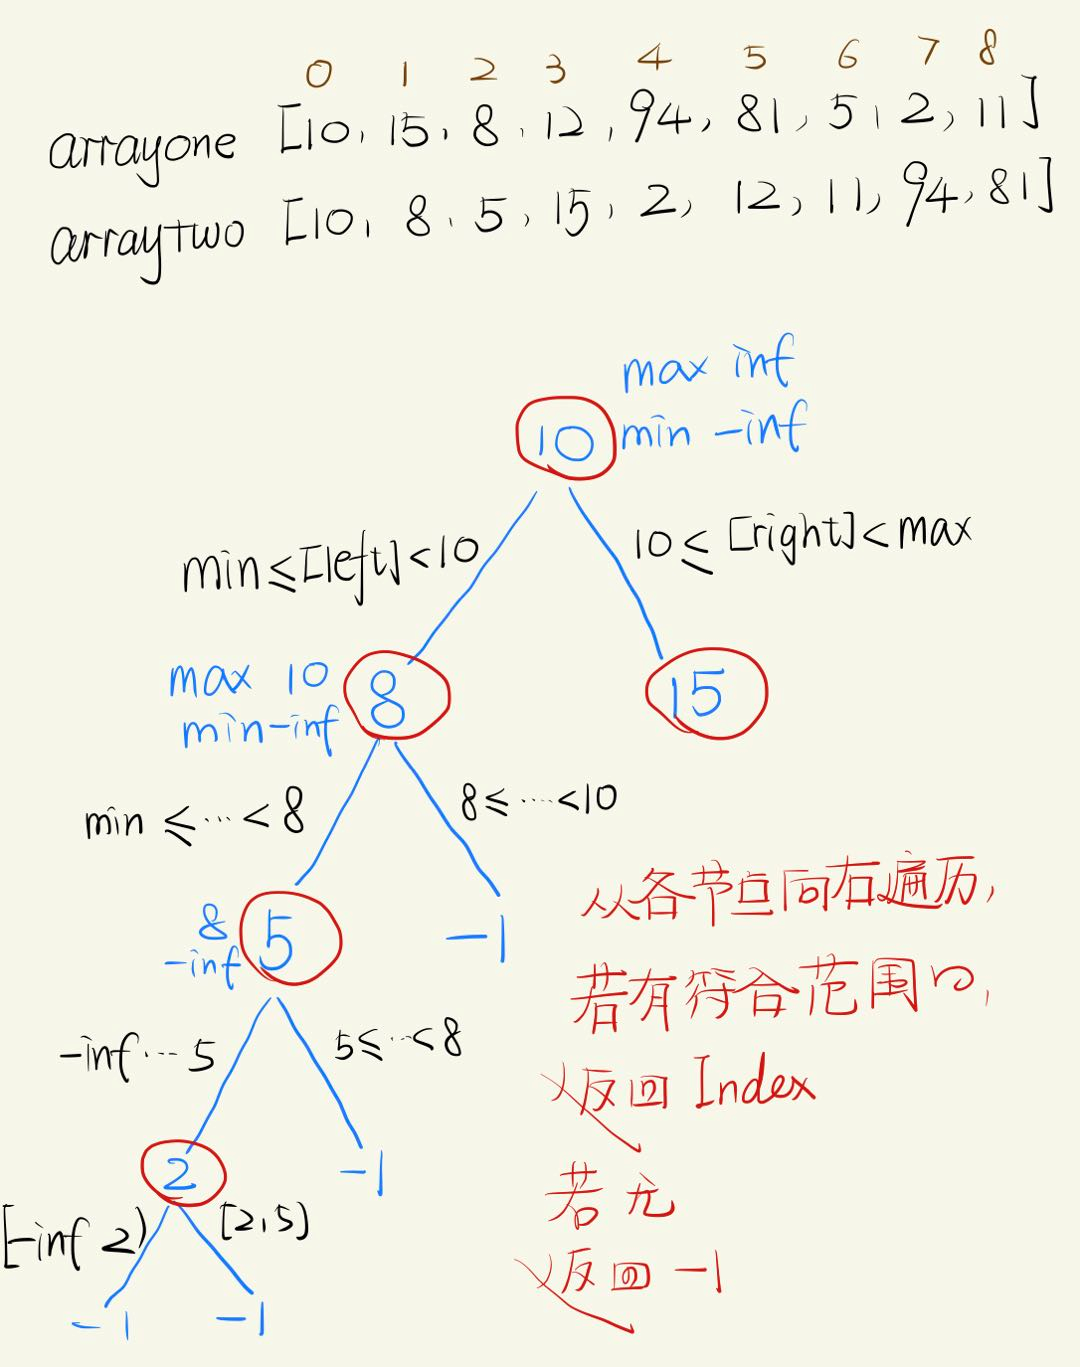 0 1 2 3 4 5 6 7 8
arrayone [10, 15, 8, 12, 94, 81, 5, 2, 11]
arraytwo [10, 8, 5, 15, 2, 12, 11, 94, 81]
max inf
10 min -inf
min≤[left]<10 10≤[right]<max
max 10
min-inf 8 15
min ≤…<8 8≤…<10
从各节点向右遍历,
8
-inf 5 -1
若有符合范围的,
-inf…5 5≤…<8
返回 Index
2 -1
若无
[-inf 2) [2,5]
返回 -1
-1 -1